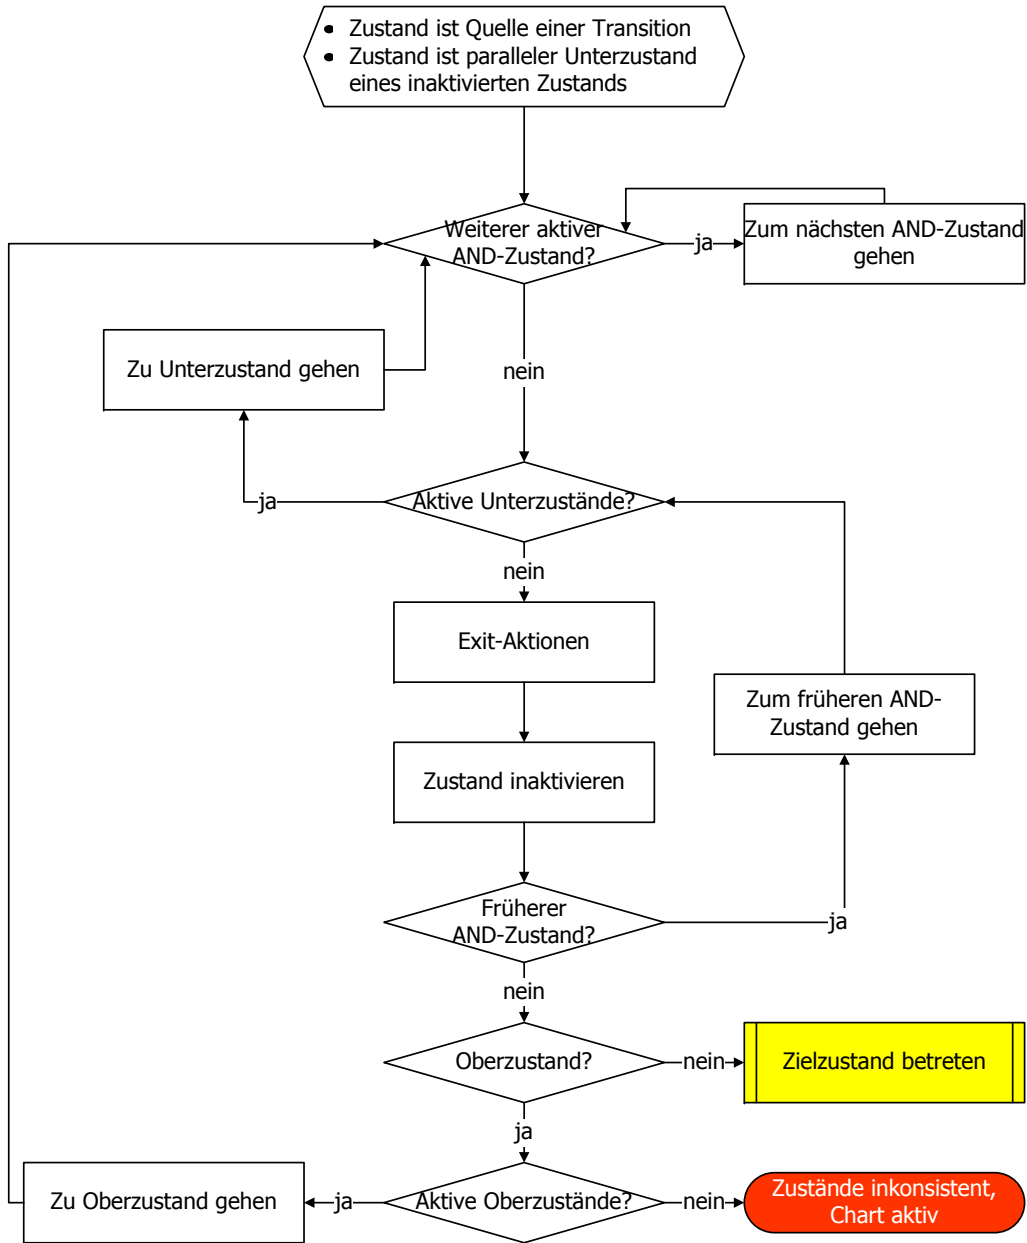 • Zustand ist Quelle einer Transition
• Zustand ist paralleler Unterzustand
eines inaktivierten Zustands
Weiterer aktiver
AND-Zustand?
ja
Zum nächsten AND-Zustand
gehen
Zu Unterzustand gehen
nein
Aktive Unterzustände?
ja
nein
Exit-Aktionen
Zum früheren AND-
Zustand gehen
Zustand inaktivieren
Früherer
AND-Zustand?
ja
nein
Oberzustand?
nein
Zielzustand betreten
ja
Zu Oberzustand gehen
ja
Aktive Oberzustände?
nein
Zustände inkonsistent,
Chart aktiv